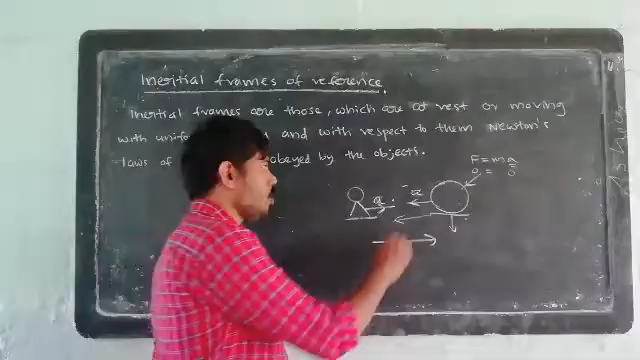 Inertial frames of reference.
Inertial frames are those, which are at rest or moving
with and with respect to them Newton's
laws of obeyed by the objects.
F = ma
0 = 0
a
-a